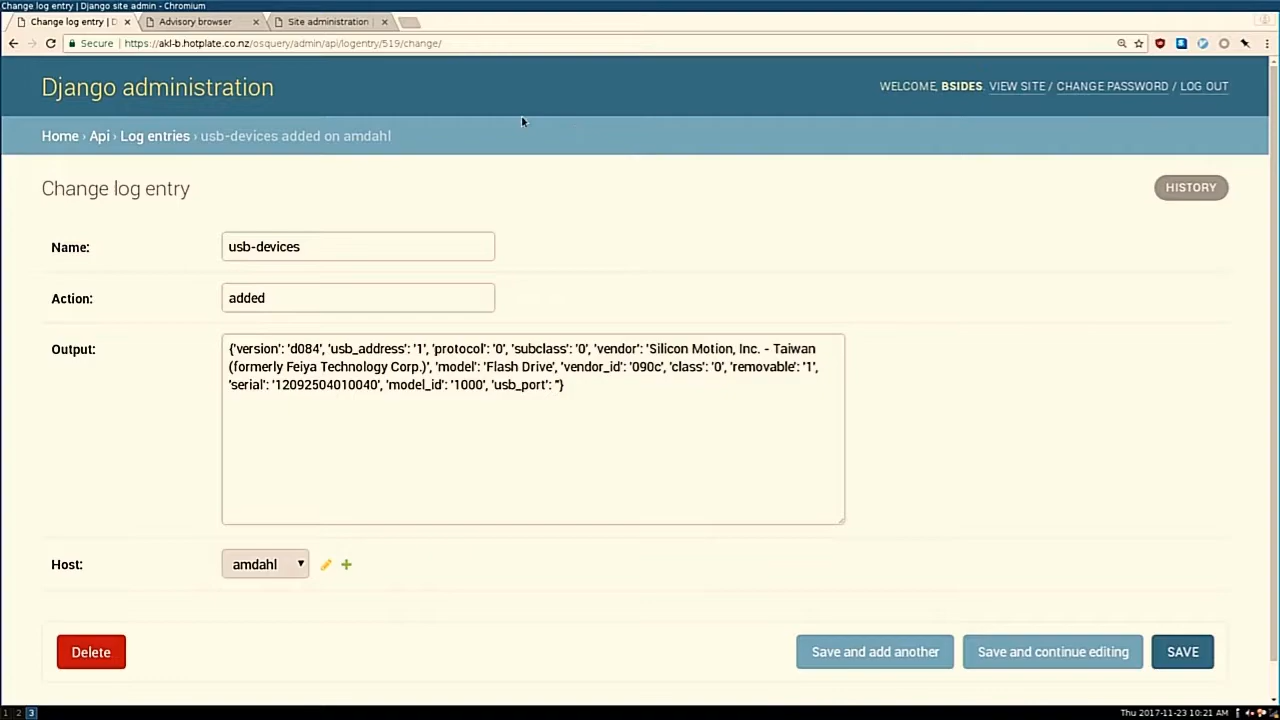 Change log entry | Django site admin - Chromium
Change log entry | D
Advisory browser
Site administration |
Secure
https://akl-b.hotplate.co.nz/osquery/admin/api/logentry/519/change/
Django administration
WELCOME, BSIDES. VIEW SITE / CHANGE PASSWORD / LOG OUT
Home › Api › Log entries › usb-devices added on amdahl
Change log entry
HISTORY
Name:
usb-devices
Action:
added
Output:
{'version': 'd084', 'usb_address': '1', 'protocol': '0', 'subclass': '0', 'vendor': 'Silicon Motion, Inc. - Taiwan
(formerly Feiya Technology Corp.)', 'model': 'Flash Drive', 'vendor_id': '090c', 'class': '0', 'removable': '1',
'serial': '12092504010040', 'model_id': '1000', 'usb_port': ''}
Host:
amdahl
Delete
Save and add another
Save and continue editing
SAVE
1 2 3
Thu 2017-11-23 10:21 AM